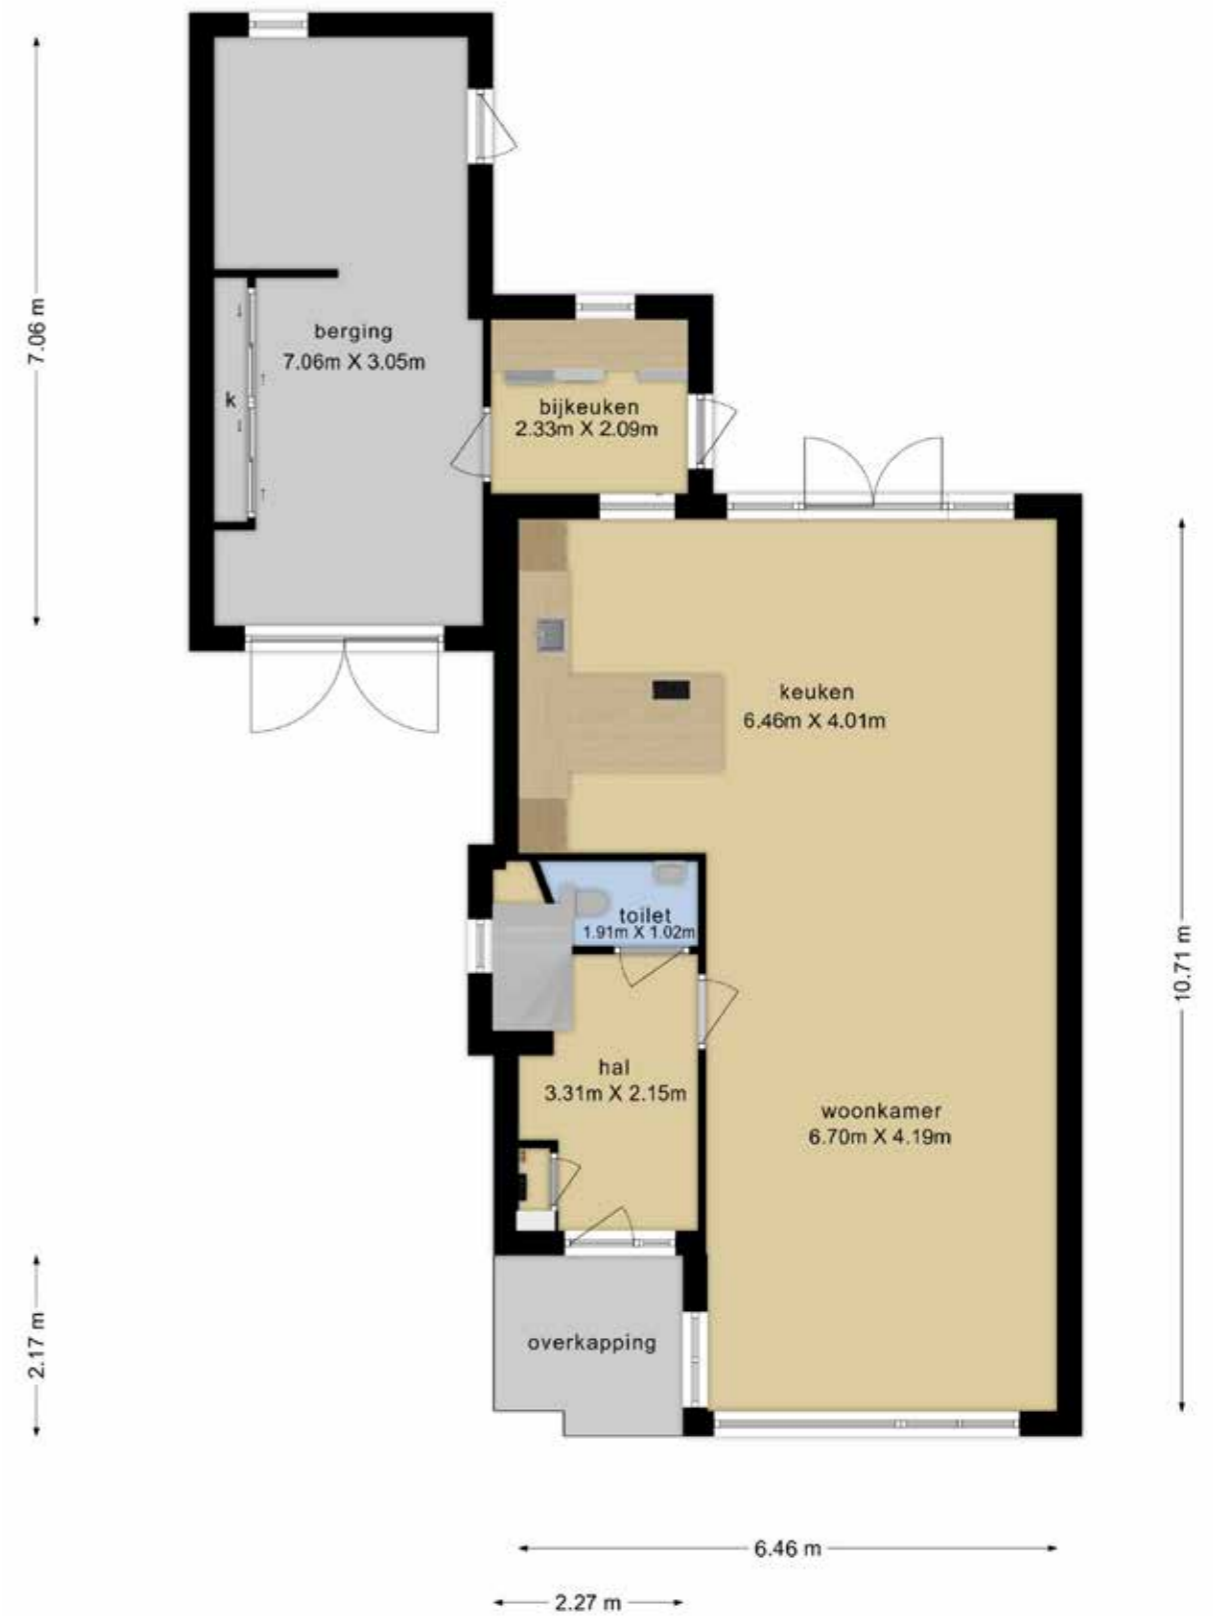 7.06 m
berging
7.06m X 3.05m
k
bijkeuken
2.33m X 2.09m
keuken
6.46m X 4.01m
toilet
1.91m X 1.02m
10.71 m
hal
3.31m X 2.15m
woonkamer
6.70m X 4.19m
2.17 m
overkapping
6.46 m
2.27 m